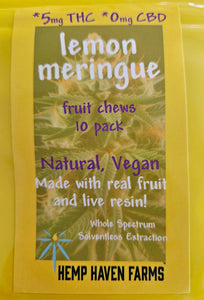 *5mg THC *0mg CBD
lemon
meringue
fruit chews
10 pack
Natural, Vegan
Made with real fruit
and live resin!
Whole Spectrum
Solventless Extraction
HEMP HAVEN FARMS